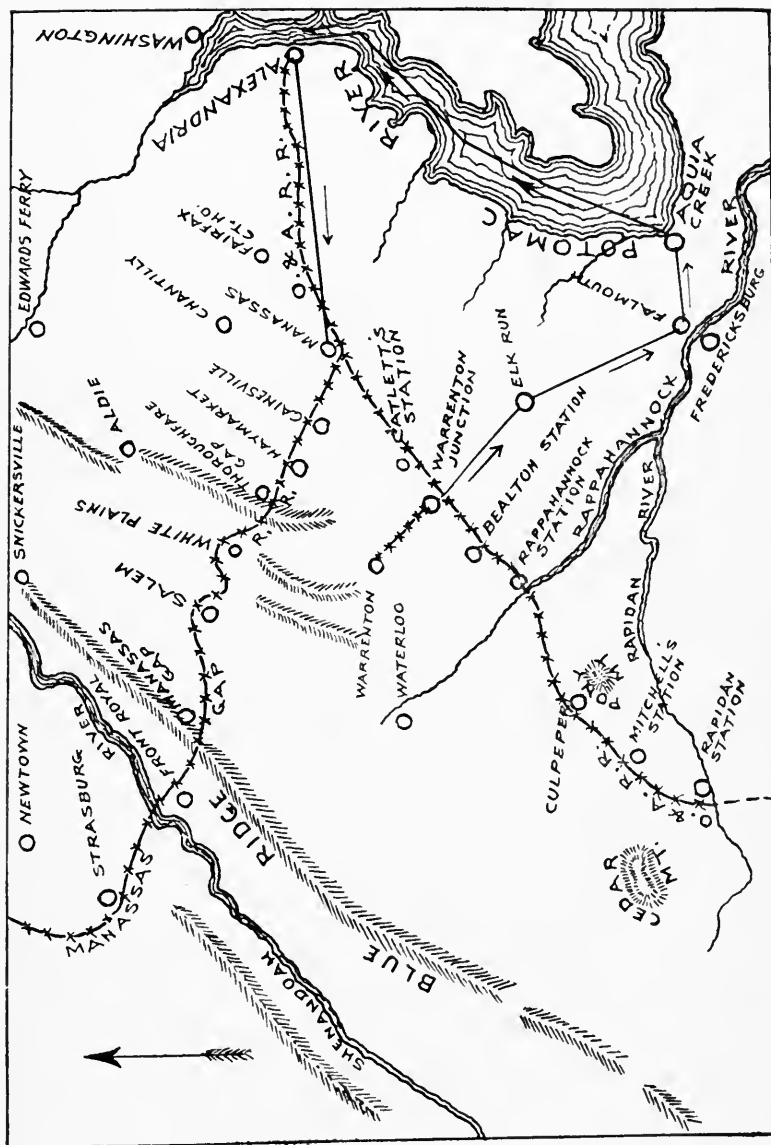 WASHINGTON
ALEXANDRIA
RIVER
EDWARDS FERRY
FAIRFAX
CT. HO.
& A. R. R.
CHANTILLY
MANASSAS
POTOMAC
AQUIA
CREEK
FALMOUTH
RIVER
FREDERICKSBURG
SNICKERSVILLE
ALDIE
GAINESVILLE
HAYMARKET
THOROUGHFARE
GAP
CATLETT'S
STATION
WARRENTON
JUNCTION
ELK RUN
BEALTON STATION
RAPPAHANNOCK
STATION
RAPPAHANNOCK
WHITE PLAINS
R. R.
SALEM
WARRENTON
WATERLOO
RAPIDAN RIVER
MANASSAS
GAP
GAP
FRONT ROYAL
RIVER
NEWTOWN
STRASBURG
MANASSAS
CULPEPER
MITCHELL'S
STATION
RAPIDAN
STATION
O. & A. R. R.
CEDAR
MT.
BLUE RIDGE
SHENANDOAH